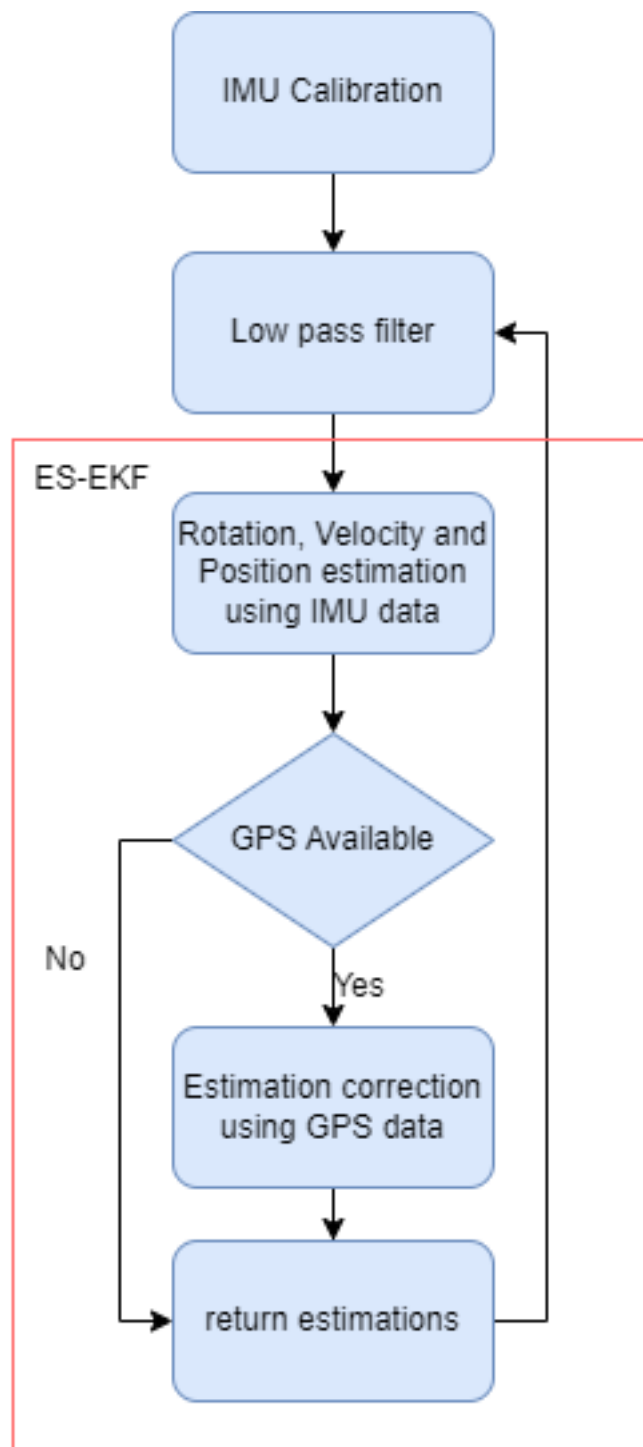 IMU Calibration
Low pass filter
ES-EKF
Rotation, Velocity and
Position estimation
using IMU data
GPS Available
No
Yes
Estimation correction
using GPS data
return estimations